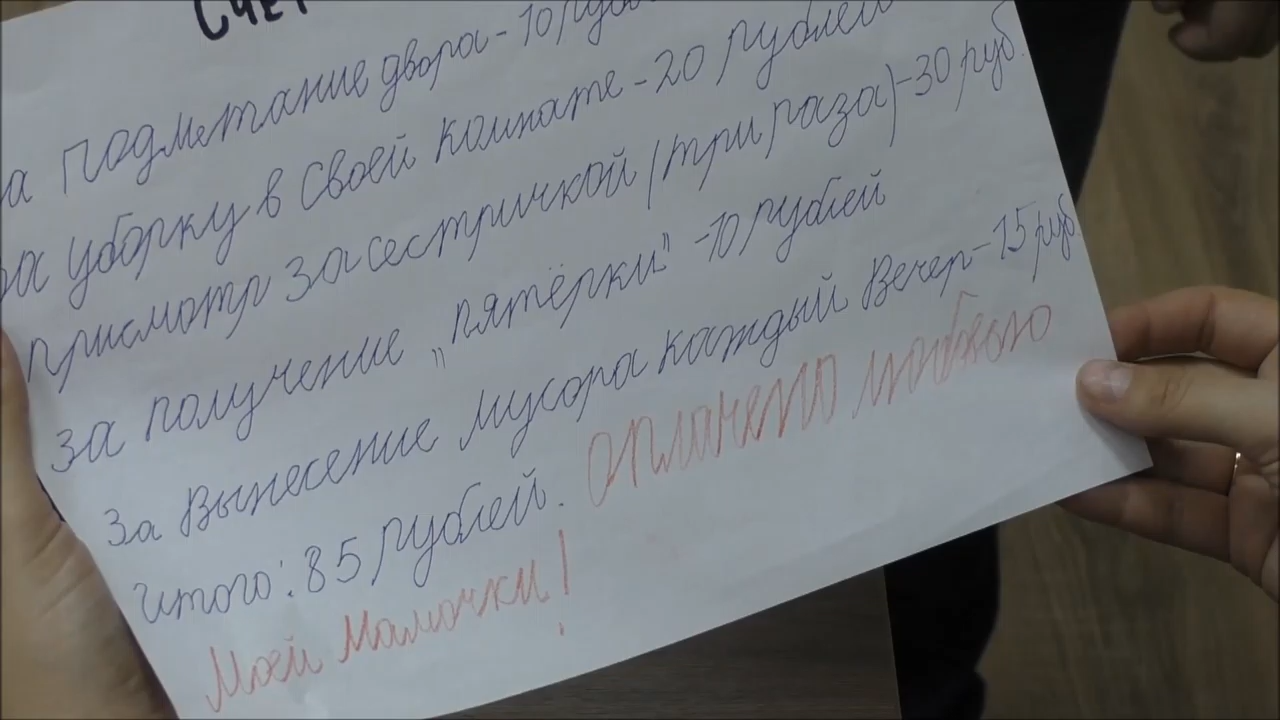 Счет
за подметание двора - 10 рублей
за уборку в своей комнате - 20 рублей
присмотр за сестричкой (три раза) - 30 руб.
за получение „пятёрки" - 10 рублей
За вынесение мусора каждый вечер - 15 руб.
итого: 85 рублей. оплачено любовью
Моей мамочки!